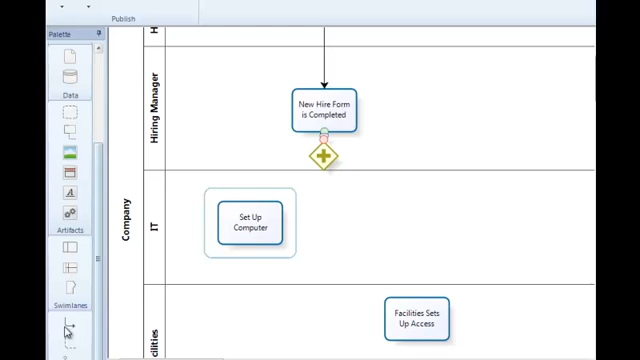 Publish
Palette
Data
Artifacts
Swimlanes
Company
Hiring Manager
IT
New Hire Form
is Completed
Set Up
Computer
Facilities Sets
Up Access